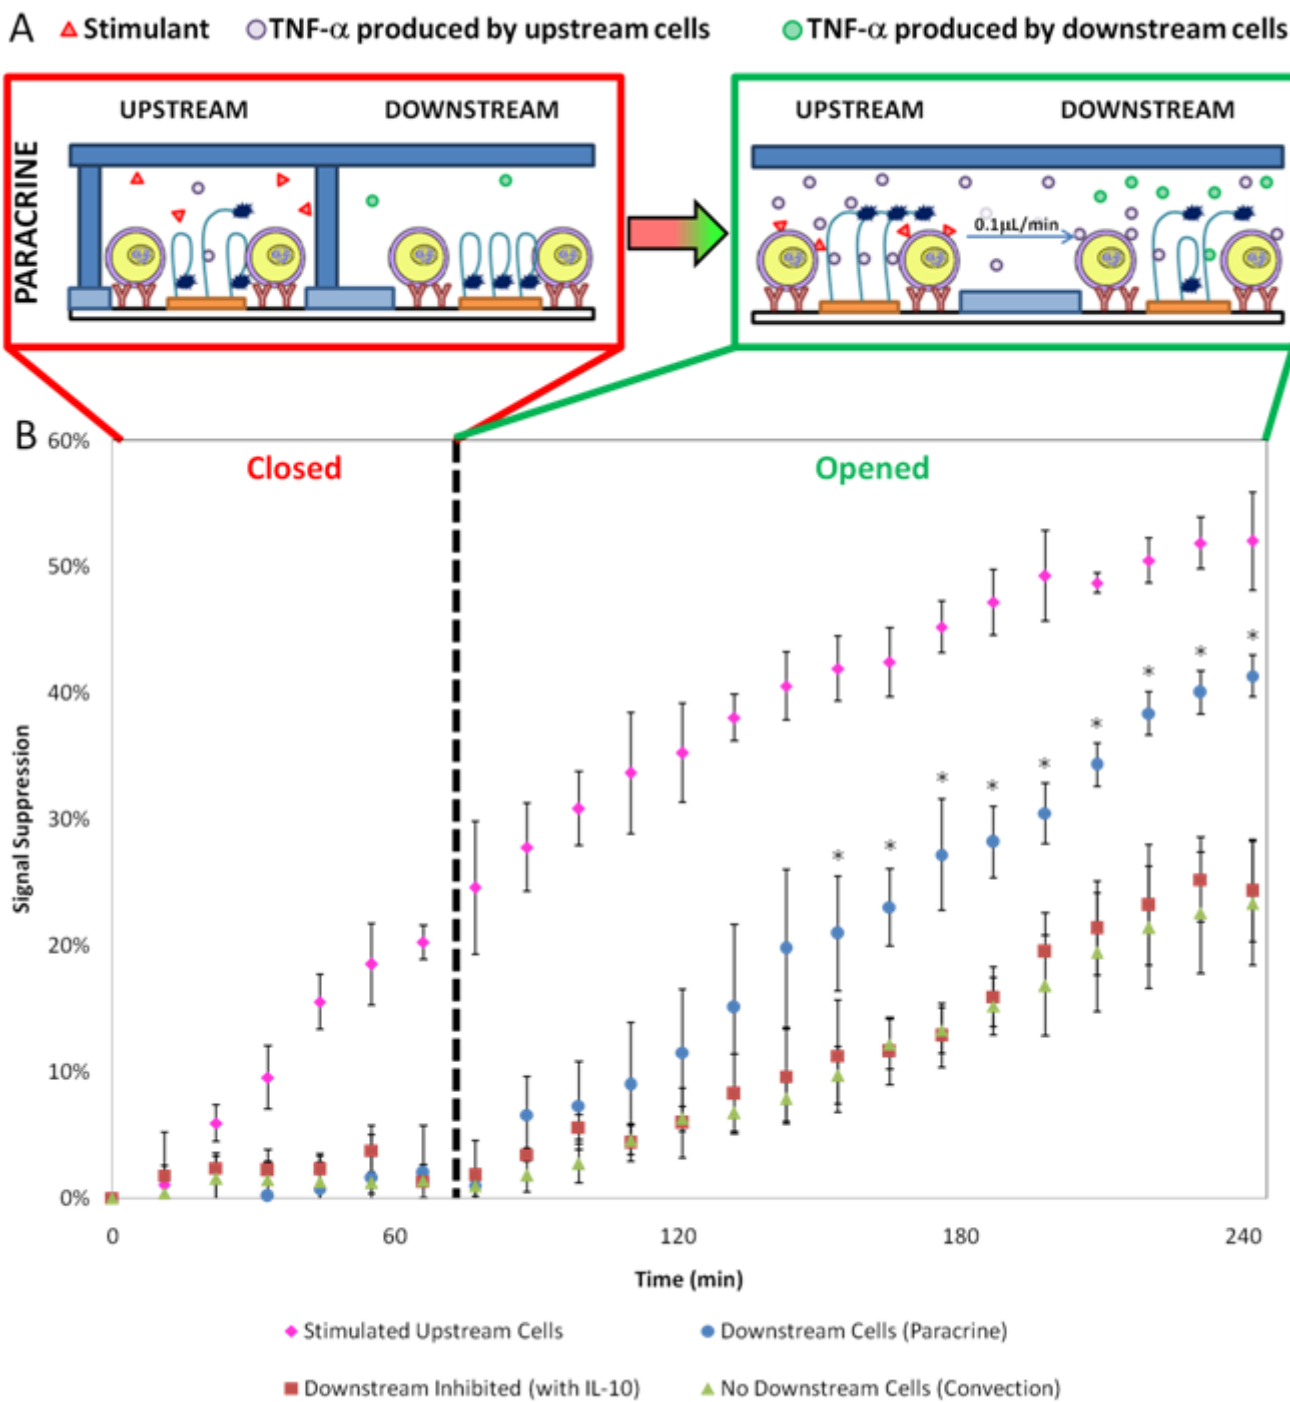 A Stimulant TNF-α produced by upstream cells TNF-α produced by downstream cells
UPSTREAM DOWNSTREAM
UPSTREAM DOWNSTREAM
PARACRINE
0.1μL/min
B
Closed Opened
60%
50%
40%
30%
20%
10%
0%
Signal Suppression
* * * * * * * * *
0 60 120 180 240
Time (min)
Stimulated Upstream Cells Downstream Cells (Paracrine)
Downstream Inhibited (with IL-10) No Downstream Cells (Convection)